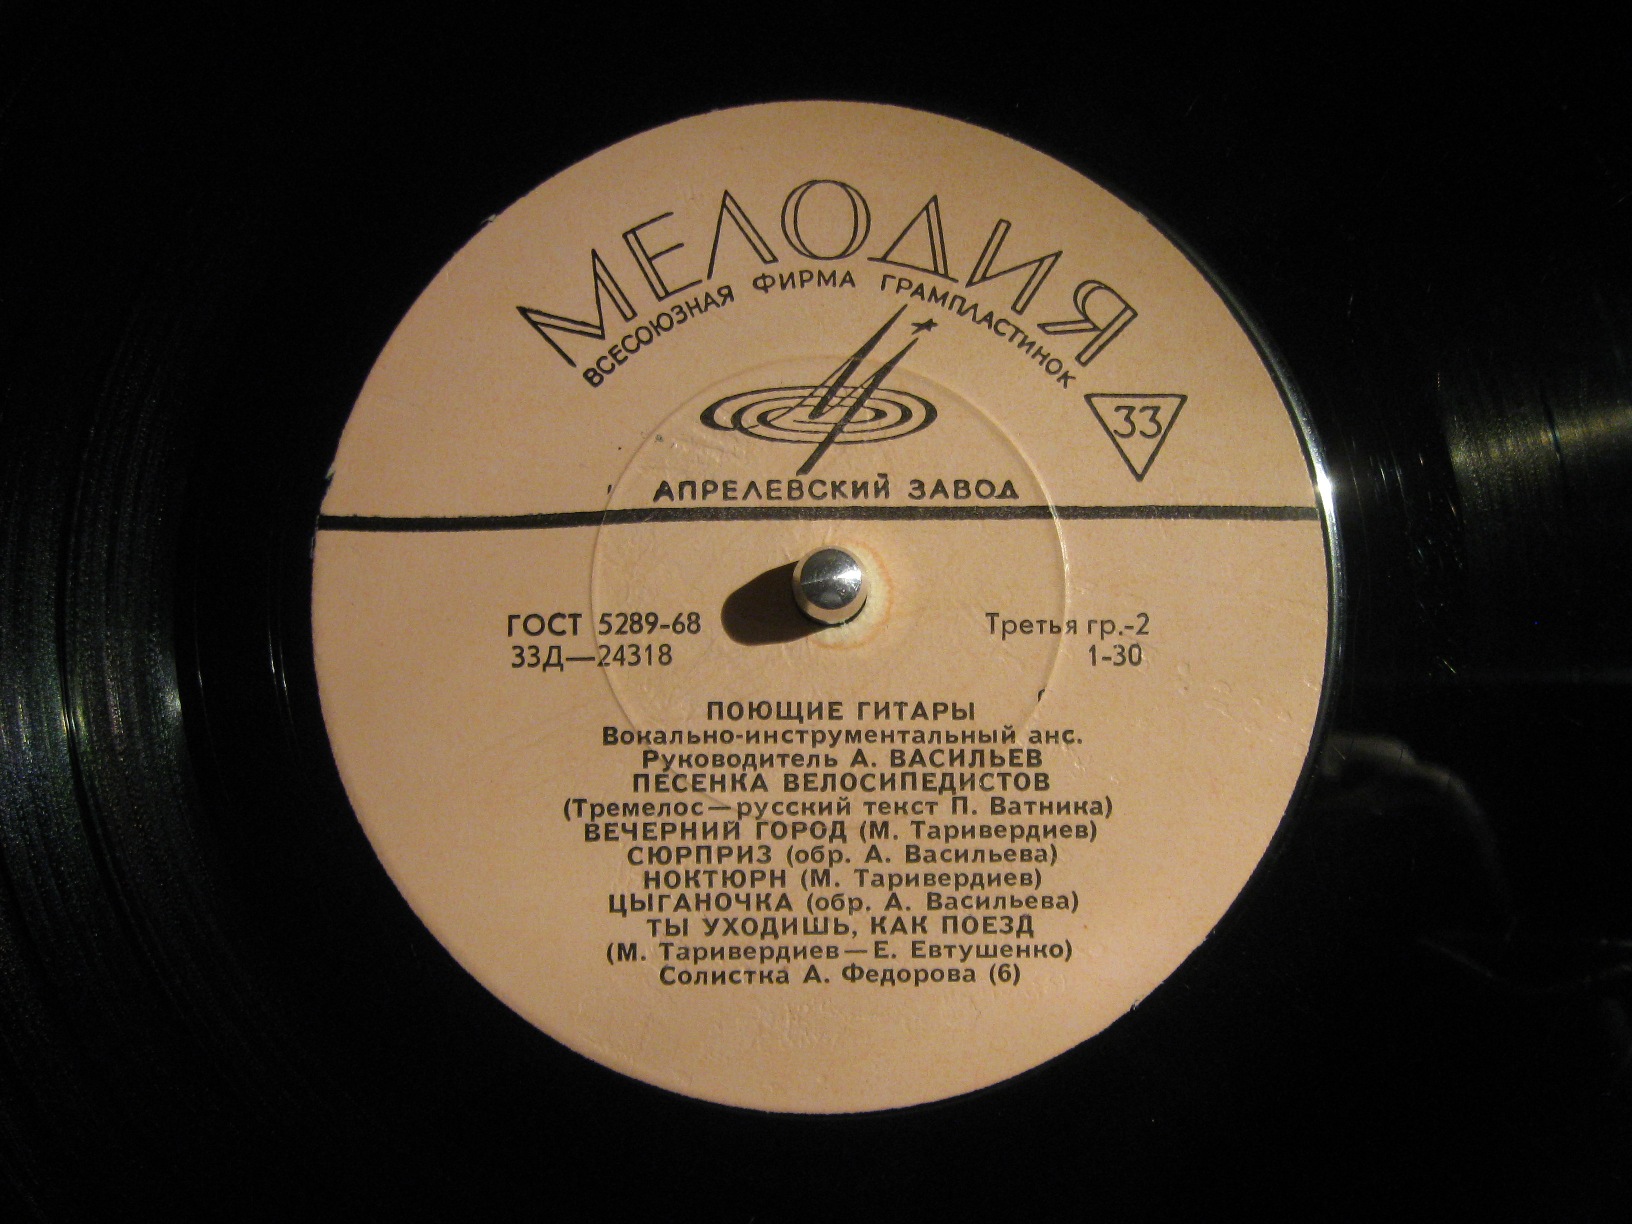 МЕЛОДИЯ
ВСЕСОЮЗНАЯ ФИРМА ГРАМПЛАСТИНОК
33
АПРЕЛЕВСКИЙ ЗАВОД
ГОСТ 5289-68
Третья гр.-2
33Д—24318
1-30
ПОЮЩИЕ ГИТАРЫ
Вокально-инструментальный анс.
Руководитель А. ВАСИЛЬЕВ
ПЕСЕНКА ВЕЛОСИПЕДИСТОВ
(Тремелос—русский текст П. Ватника)
ВЕЧЕРНИЙ ГОРОД (М. Таривердиев)
СЮРПРИЗ (обр. А. Васильева)
НОКТЮРН (М. Таривердиев)
ЦЫГАНОЧКА (обр. А. Васильева)
ТЫ УХОДИШЬ, КАК ПОЕЗД
(М. Таривердиев—Е. Евтушенко)
Солистка А. Федорова (6)